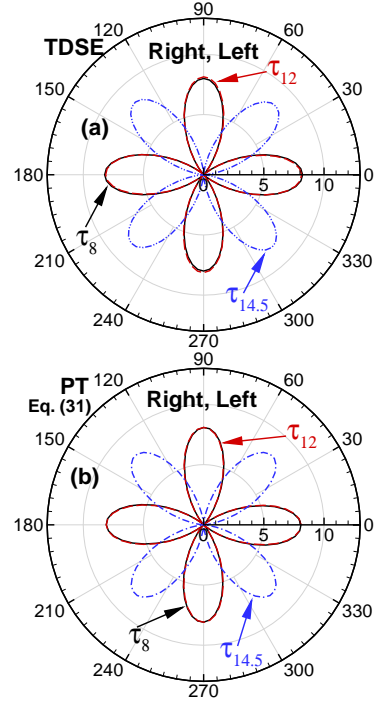 90
TDSE
Right, Left
τ12
120
60
150
30
(a)
180
0
5
10
0
τ8
210
330
τ14.5
240
300
270
90
PT
Eq. (31)
Right, Left
120
60
τ12
150
30
(b)
180
0
5
10
0
τ8
τ14.5
210
330
240
300
270